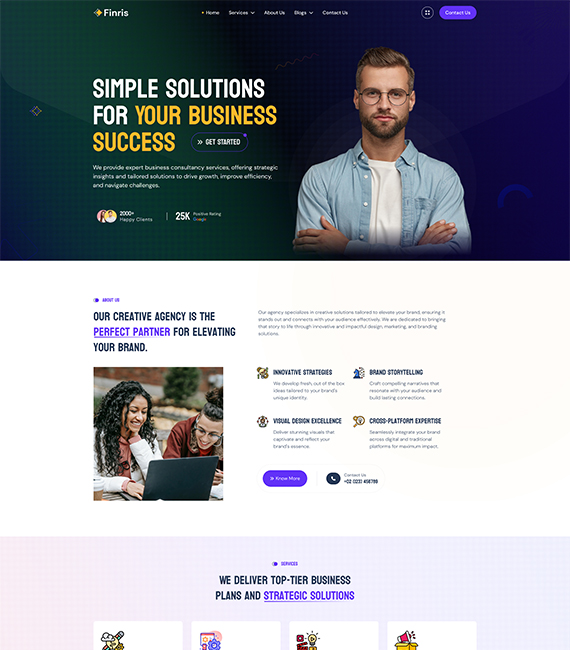 Finris
Home Services About Us Blogs Contact Us
Contact Us
SIMPLE SOLUTIONS
FOR YOUR BUSINESS
SUCCESS
GET STARTED
We provide expert business consultancy services, offering strategic
insights and tailored solutions to drive growth, improve efficiency,
and navigate challenges.
2000+
Happy Clients
25K
Positive Rating
ABOUT US
OUR CREATIVE AGENCY IS THE
PERFECT PARTNER FOR ELEVATING
YOUR BRAND.
Our agency specializes in creative solutions tailored to elevate your brand, ensuring it
stands out and connects with your audience effectively. We are dedicated to bringing
that story to life through innovative and impactful design, marketing, and branding
solutions.
INNOVATIVE STRATEGIES
We develop fresh, out of the box
ideas tailored to your brand's
unique identity.
BRAND STORYTELLING
Craft compelling narratives that
resonate with your audience and
build lasting connections.
VISUAL DESIGN EXCELLENCE
Deliver stunning visuals that
captivate and reflect your
brand's essence.
CROSS-PLATFORM EXPERTISE
Seamlessly integrate your brand
across digital and traditional
platforms for maximum impact.
Know More
Contact Us
+02 (123) 456789
SERVICES
WE DELIVER TOP-TIER BUSINESS
PLANS AND STRATEGIC SOLUTIONS